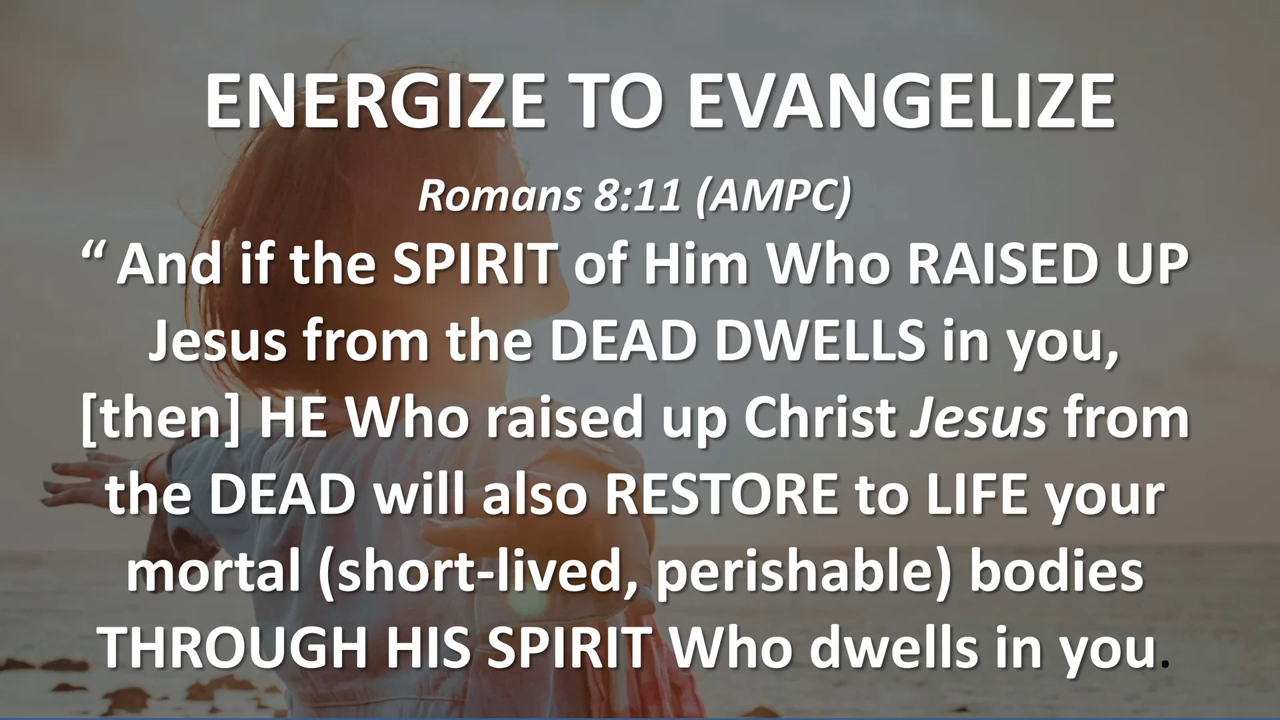 ENERGIZE TO EVANGELIZE
Romans 8:11 (AMPC)
“ And if the SPIRIT of Him Who RAISED UP
Jesus from the DEAD DWELLS in you,
[then] HE Who raised up Christ Jesus from
the DEAD will also RESTORE to LIFE your
mortal (short-lived, perishable) bodies
THROUGH HIS SPIRIT Who dwells in you.